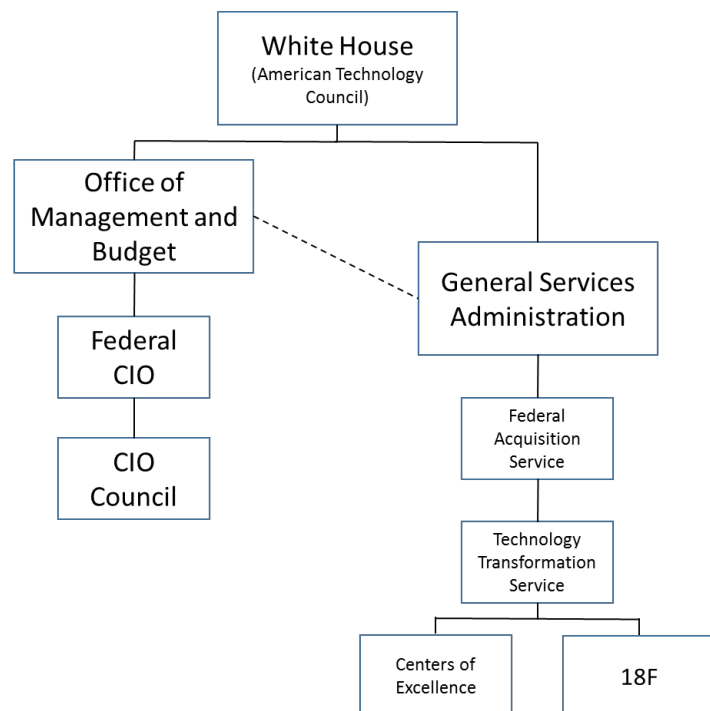 White House
(American Technology
Council)
Office of
Management and
Budget
General Services
Administration
Federal
CIO
Federal
Acquisition
Service
CIO
Council
Technology
Transformation
Service
Centers of
Excellence
18F